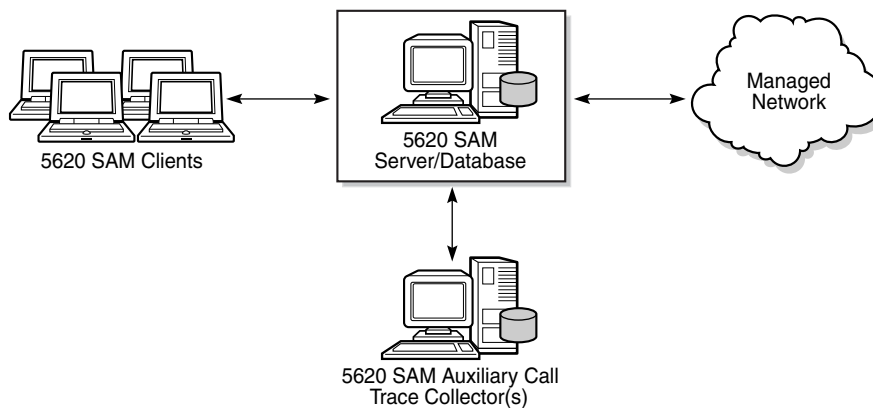 5620 SAM Clients
5620 SAM
Server/Database
Managed
Network
5620 SAM Auxiliary Call
Trace Collector(s)